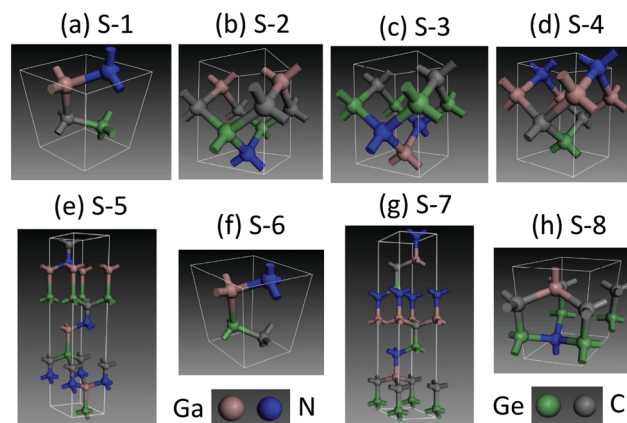 (a) S-1 (b) S-2 (c) S-3 (d) S-4
(e) S-5 (f) S-6 (g) S-7 (h) S-8
Ga N Ge C